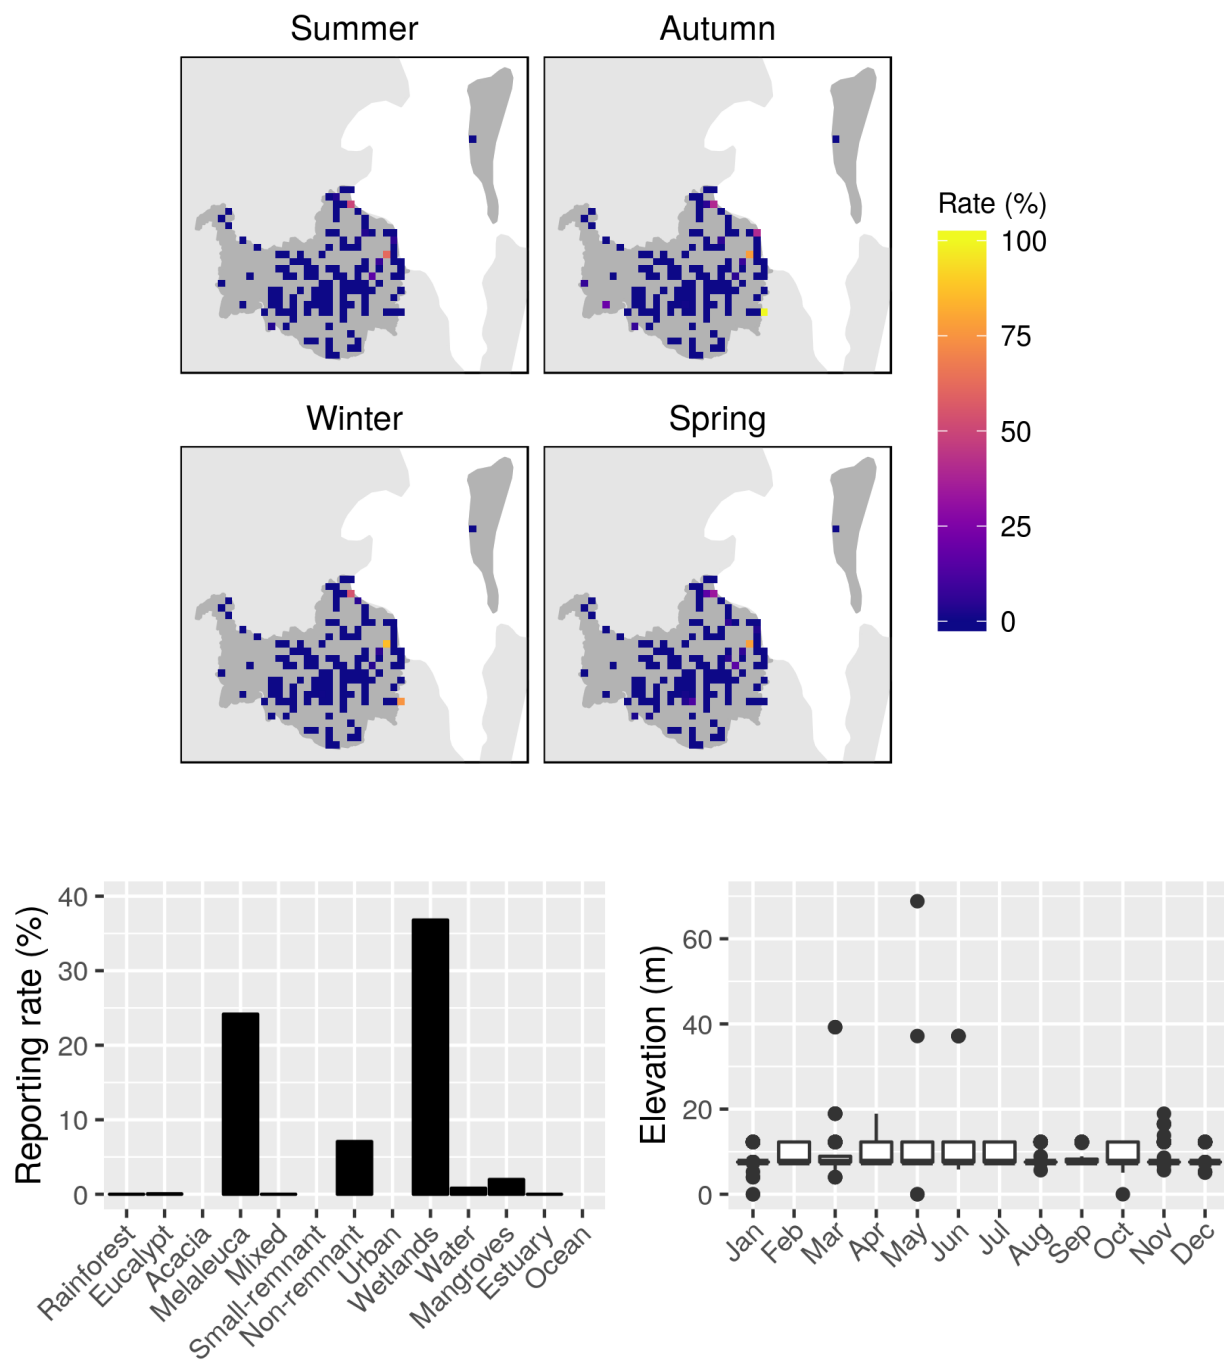 Summer
Autumn
Rate (%)
100
75
50
25
0
Winter
Spring
Reporting rate (%)
40
30
20
10
0
Rainforest
Eucalypt
Acacia
Melaleuca
Mixed
Small-remnant
Non-remnant
Urban
Wetlands
Water
Mangroves
Estuary
Ocean
Elevation (m)
60
40
20
0
Jan
Feb
Mar
Apr
May
Jun
Jul
Aug
Sep
Oct
Nov
Dec